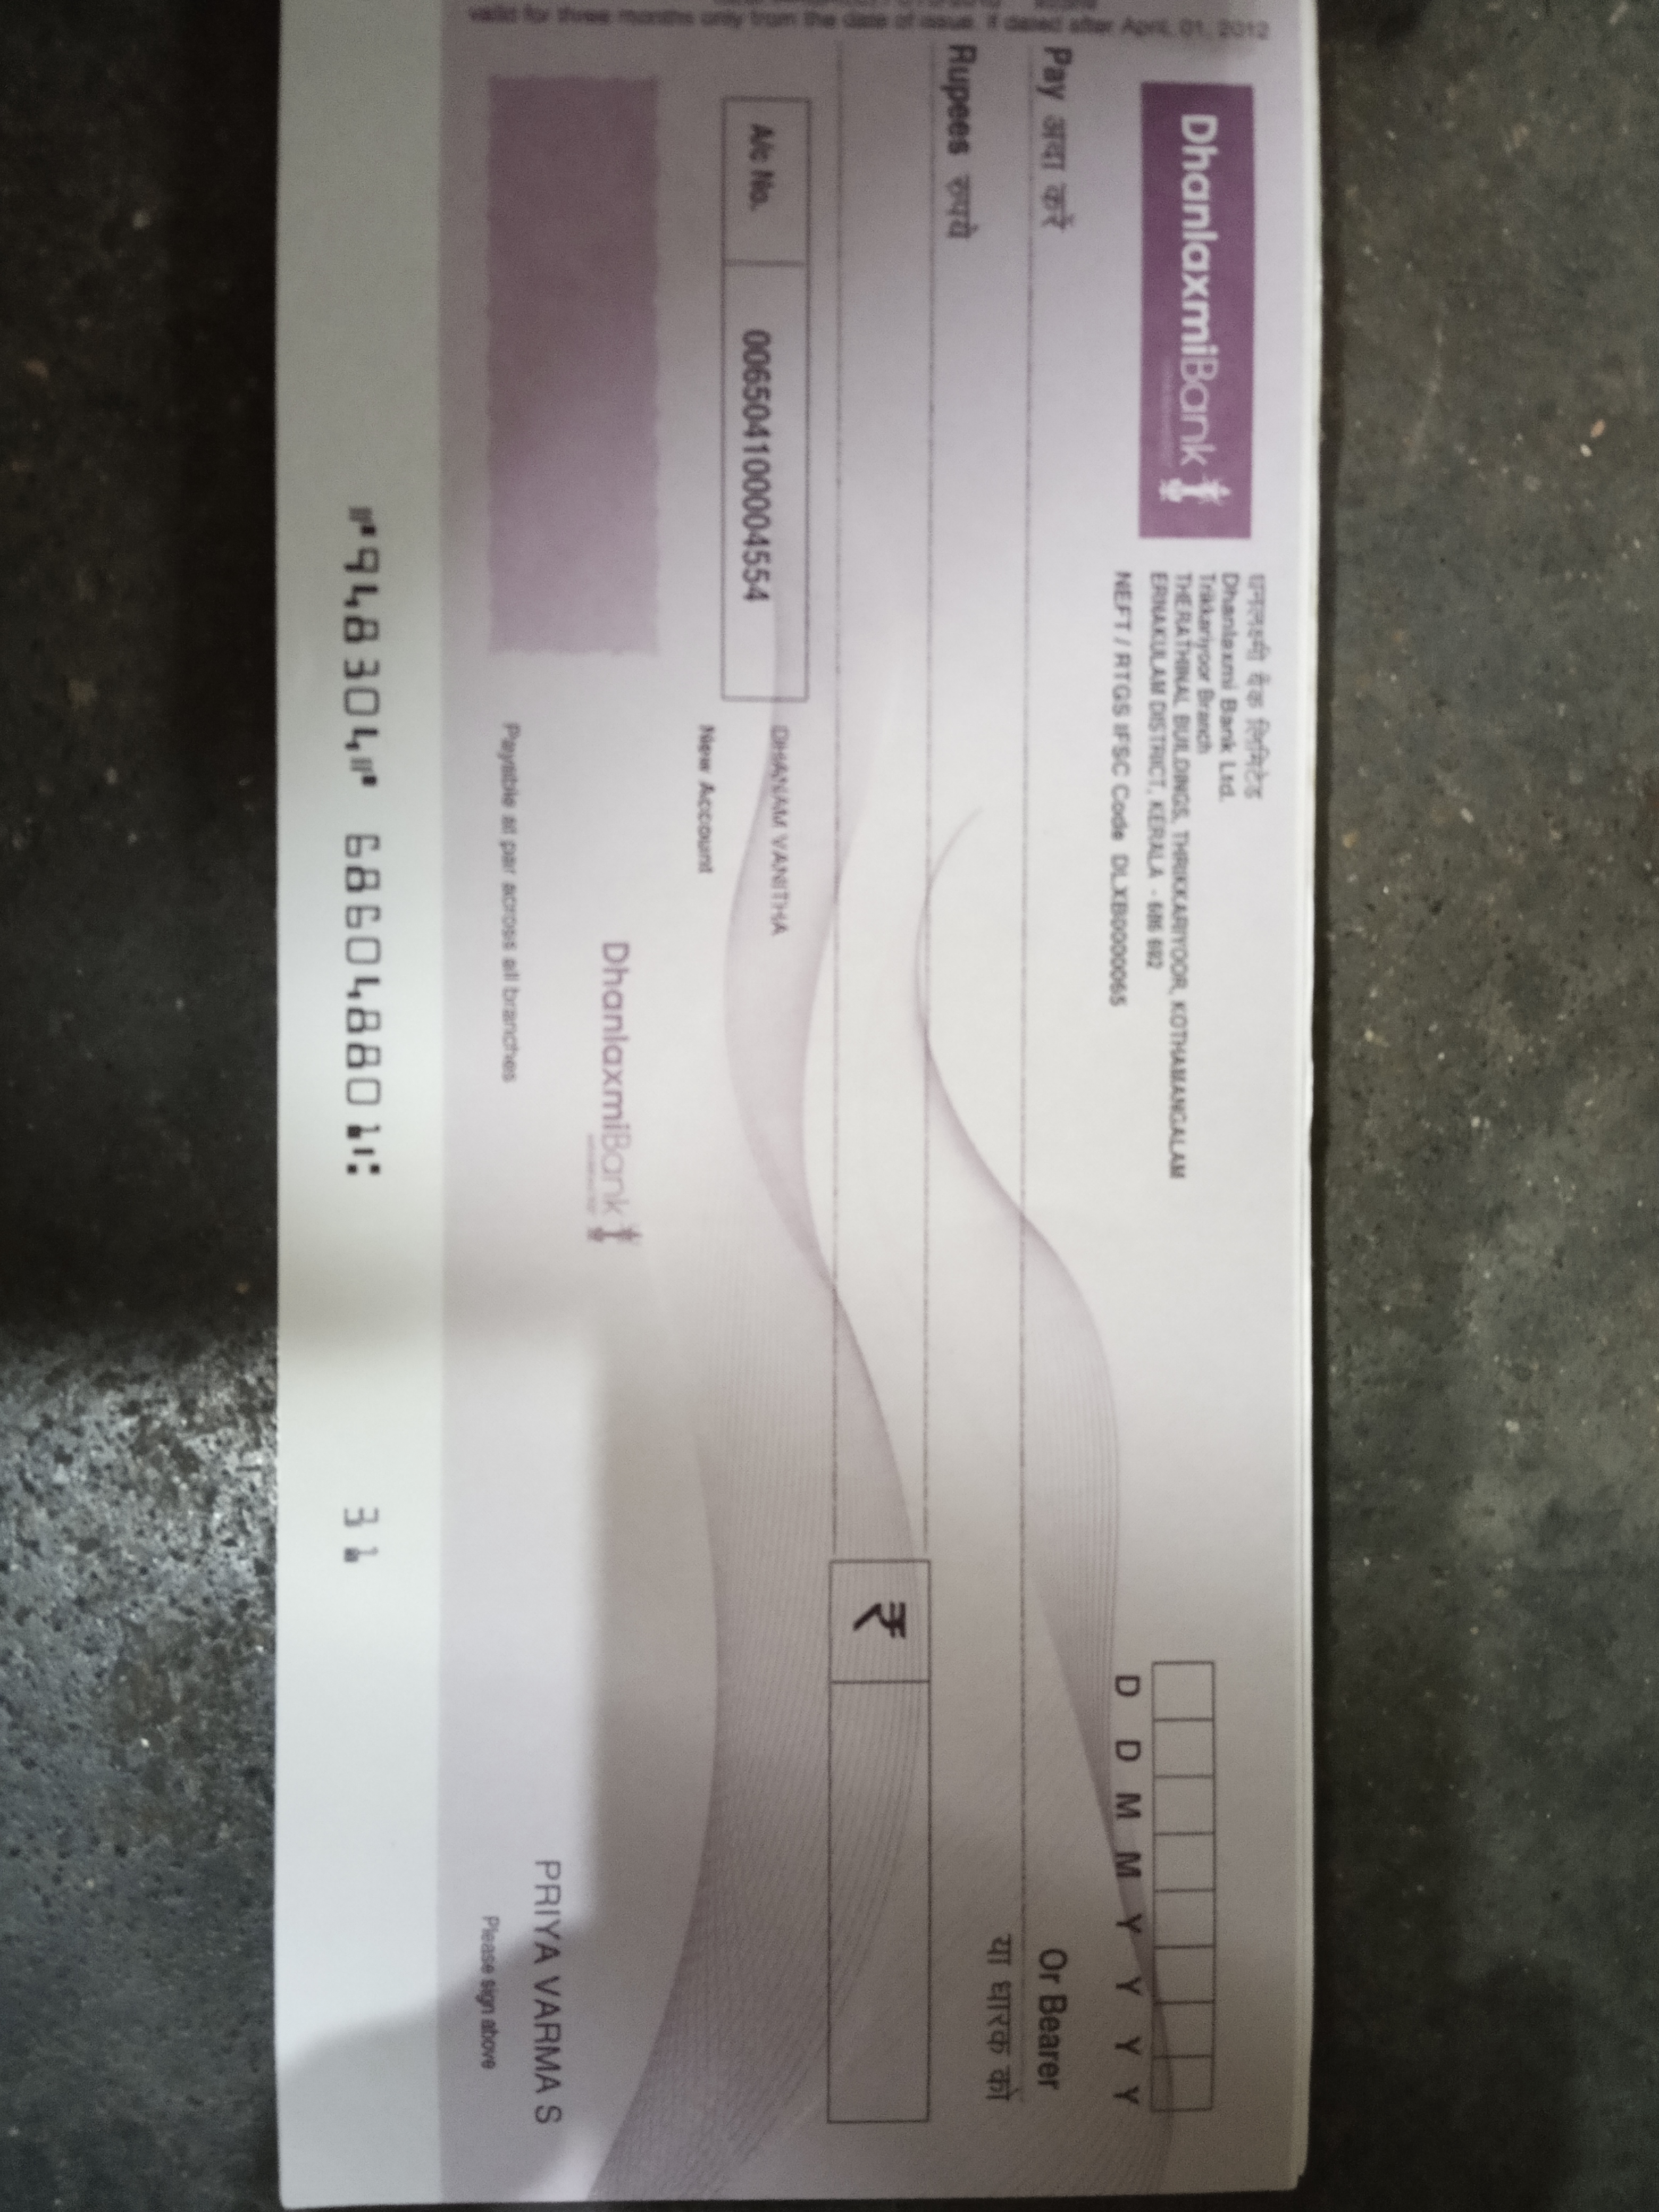 valid for three months only from the date of issue. If dated after April, 01, 2012
DhanlaxmiBank
धनलक्ष्मी बैंक लिमिटेड
Dhanlaxmi Bank Ltd.
Trikkariyoor Branch
THERATHINAL BUILDINGS, THRIKKARIYOOR, KOTHAMANGALAM
ERNAKULAM DISTRICT, KERALA - 686 692
NEFT / RTGS IFSC Code DLXB0000065
D D M M Y Y Y Y
Pay अदा करें
Or Bearer
Rupees रुपये
या धारक को
₹
A/c No. 006504100004554
DHANAM VANITHA
New Account
DhanlaxmiBank
PRIYA VARMA S
Payable at par across all branches
Please sign above
⑈948304⑈ 686048801⑆ 31